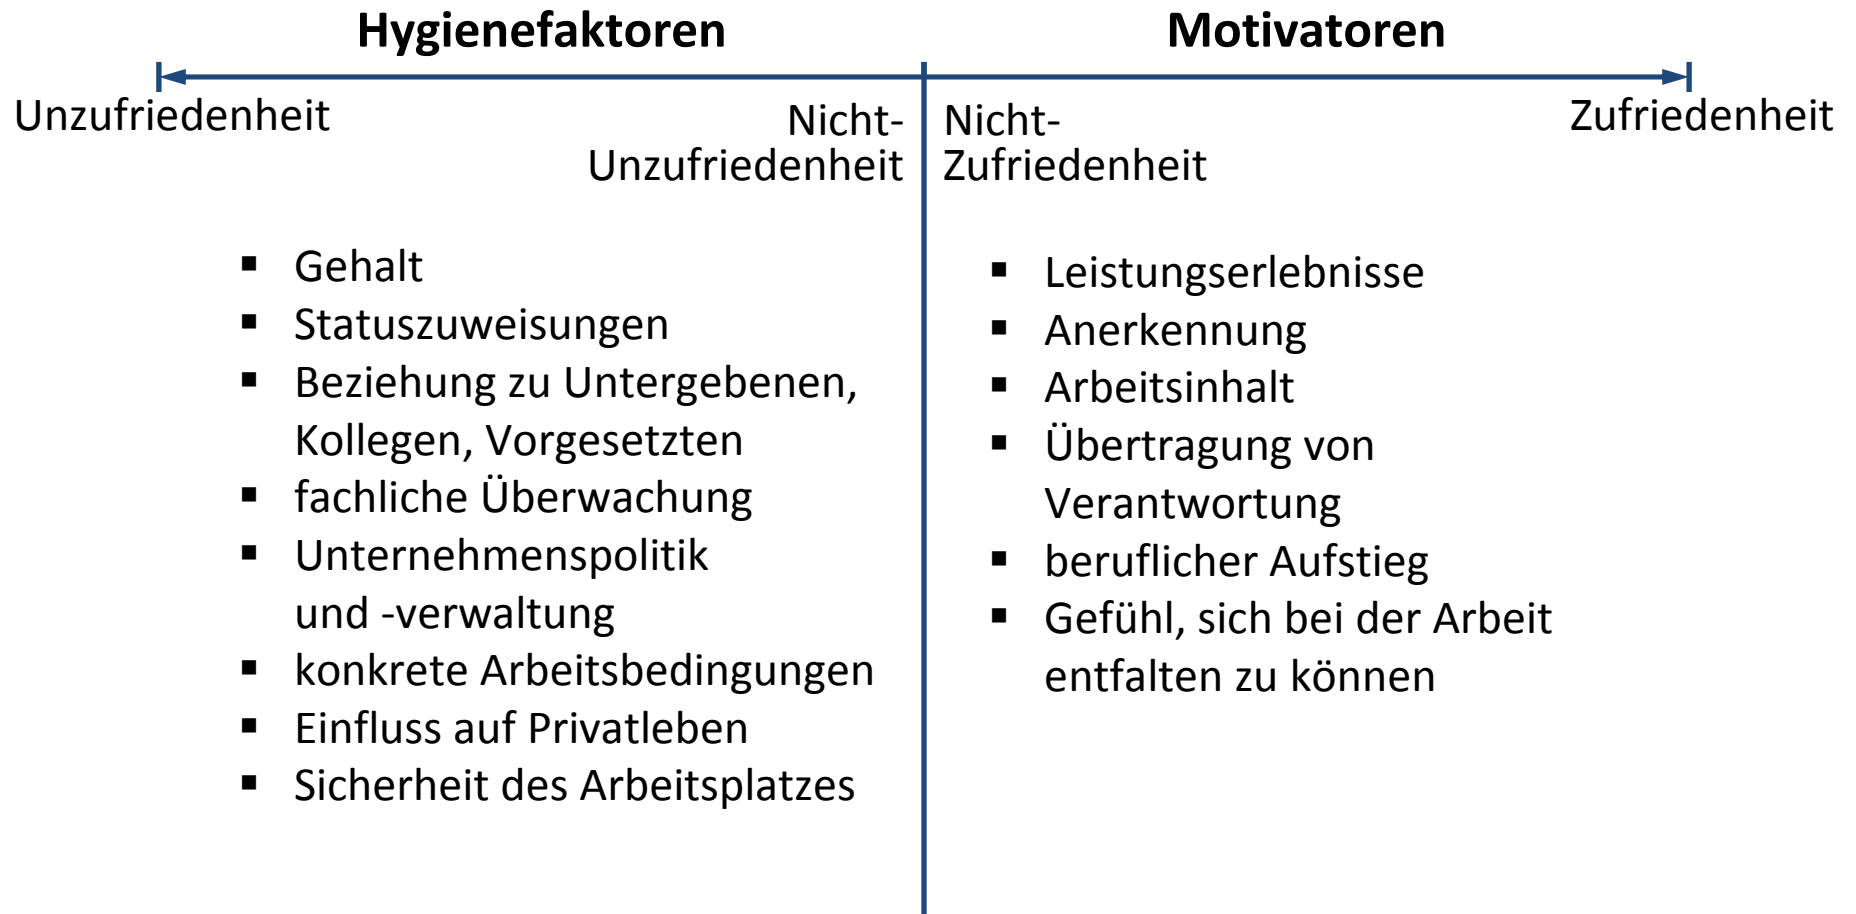 Hygienefaktoren
Motivatoren
Unzufriedenheit
Nicht-
Unzufriedenheit
Nicht-
Zufriedenheit
Zufriedenheit
▪ Gehalt
▪ Statuszuweisungen
▪ Beziehung zu Untergebenen,
Kollegen, Vorgesetzten
▪ fachliche Überwachung
▪ Unternehmenspolitik
und -verwaltung
▪ konkrete Arbeitsbedingungen
▪ Einfluss auf Privatleben
▪ Sicherheit des Arbeitsplatzes
▪ Leistungserlebnisse
▪ Anerkennung
▪ Arbeitsinhalt
▪ Übertragung von
Verantwortung
▪ beruflicher Aufstieg
▪ Gefühl, sich bei der Arbeit
entfalten zu können